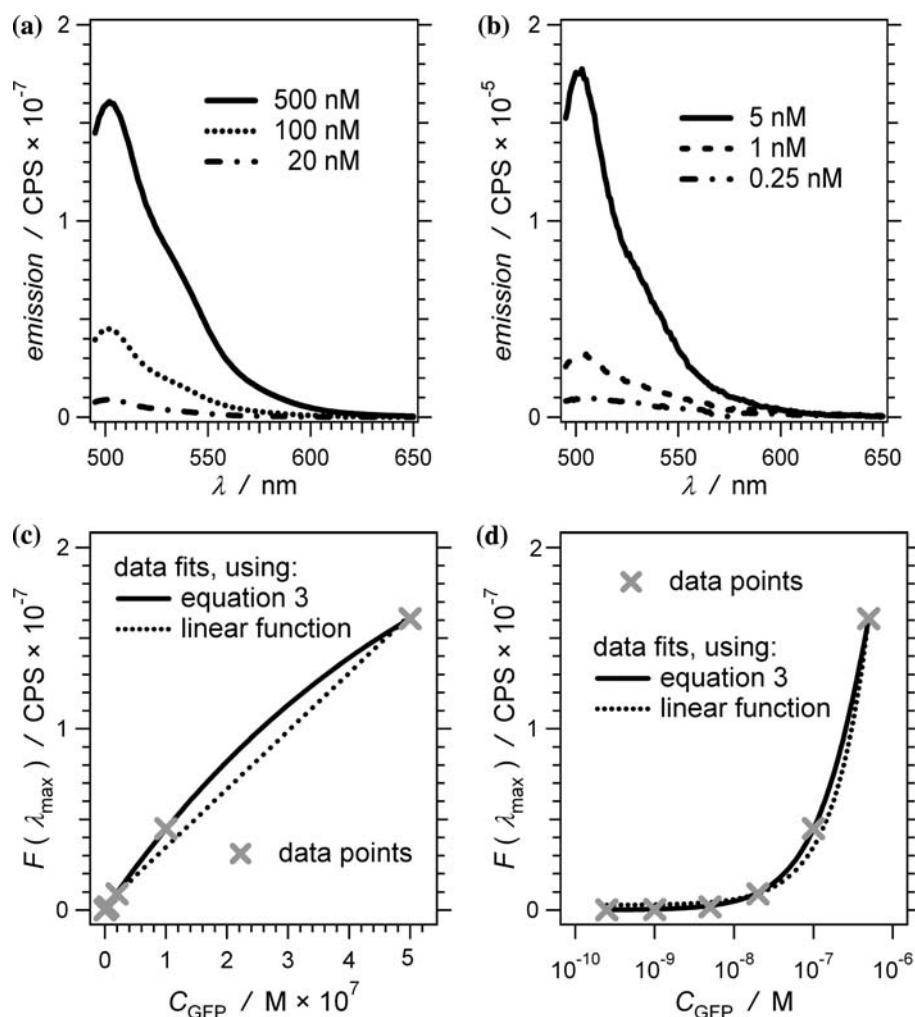 (a)
2
1
0
emission / CPS × 10⁻⁷
500 nM
100 nM
20 nM
500 550 600 650
λ / nm
(b)
2
1
0
emission / CPS × 10⁻⁵
5 nM
1 nM
0.25 nM
500 550 600 650
λ / nm
(c)
2
1
0
F ( λmax ) / CPS × 10⁻⁷
data fits, using:
equation 3
linear function
data points
0 1 2 3 4 5
CGFP / M × 10⁷
(d)
2
1
0
F ( λmax ) / CPS × 10⁻⁷
data points
data fits, using:
equation 3
linear function
10⁻¹⁰ 10⁻⁹ 10⁻⁸ 10⁻⁷ 10⁻⁶
CGFP / M